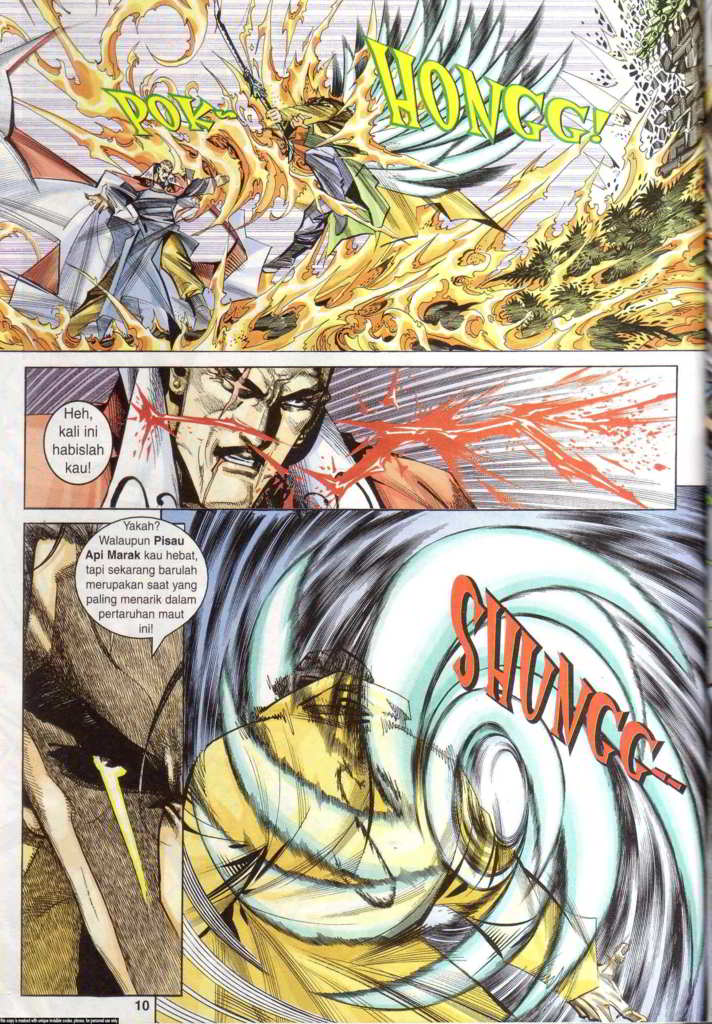 POK--
HONGG!
Heh,
kali ini
habislah
kau!
Yakah?
Walaupun Pisau
Api Marak kau hebat,
tapi sekarang barulah
merupakan saat yang
paling menarik dalam
pertaruhan maut
ini!
SHUNGG--
10